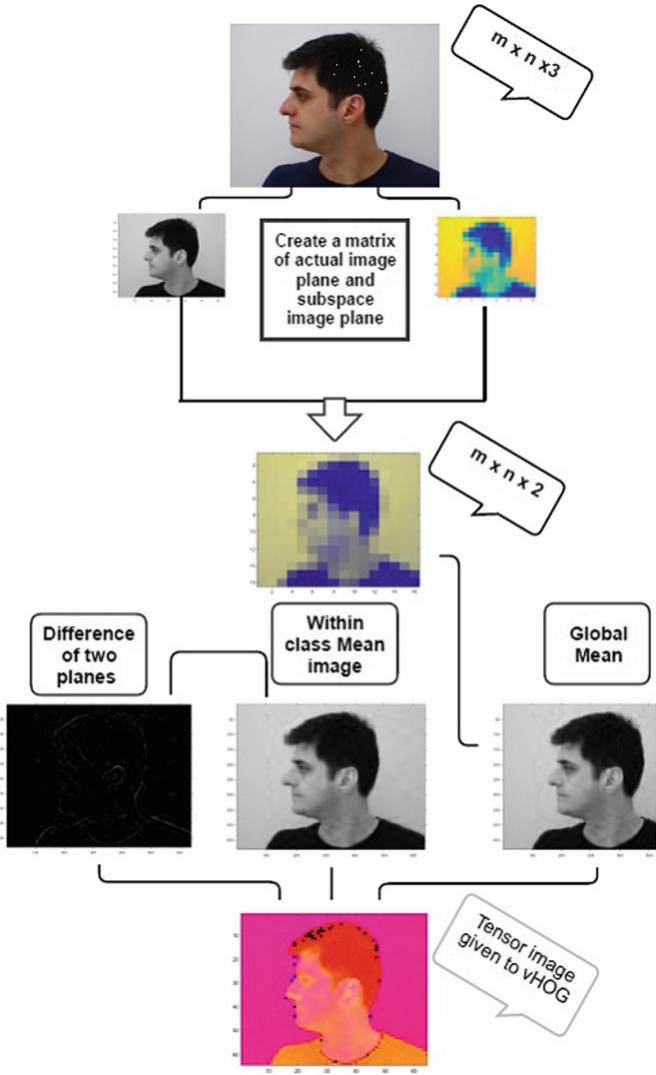 m x n x3
Create a matrix
of actual image
plane and
subspace
image plane
m x n x 2
Difference
of two
planes
Within
class Mean
image
Global
Mean
Tensor image
given to vHOG